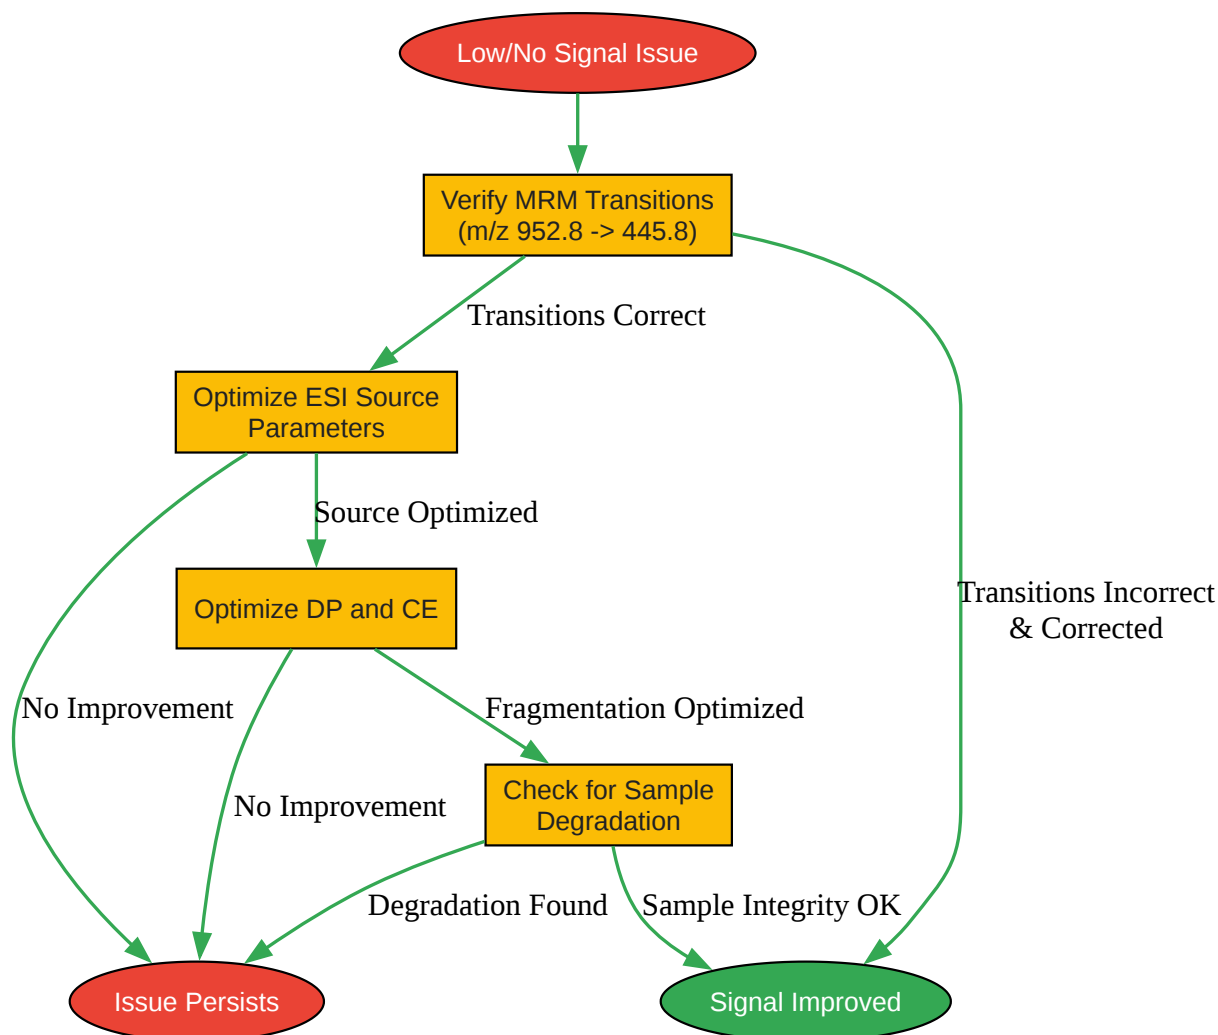 Low/No Signal Issue
Verify MRM Transitions
(m/z 952.8 -> 445.8)
Transitions Correct
Optimize ESI Source
Parameters
Source Optimized
Optimize DP and CE
Transitions Incorrect
& Corrected
No Improvement
Fragmentation Optimized
No Improvement
Check for Sample
Degradation
Degradation Found
Sample Integrity OK
Issue Persists
Signal Improved